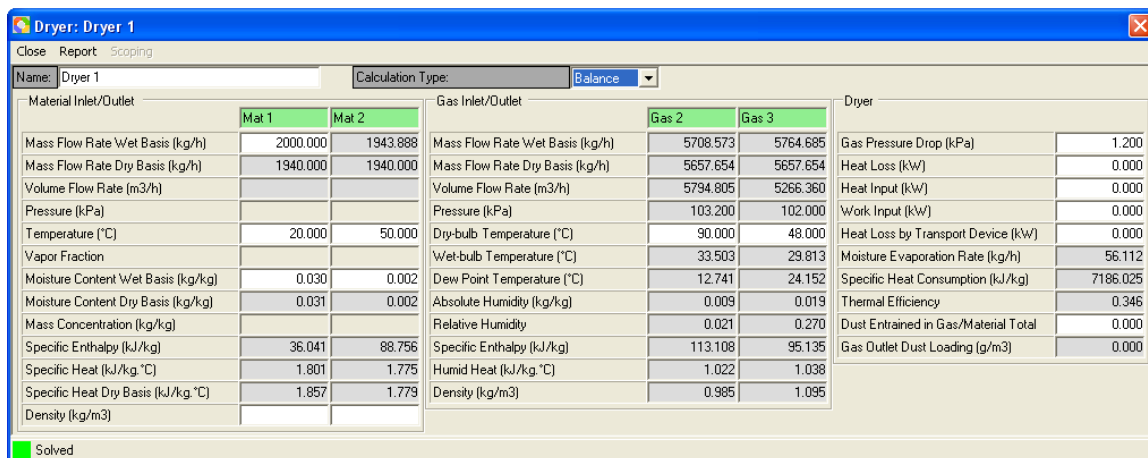 Dryer: Dryer 1
Close Report Scoping
Name: Dryer 1 Calculation Type: Balance
Material Inlet/Outlet Gas Inlet/Outlet Dryer
Mat 1 Mat 2 Gas 2 Gas 3
Mass Flow Rate Wet Basis (kg/h) 2000.000 1943.888 Mass Flow Rate Wet Basis (kg/h) 5708.573 5764.685 Gas Pressure Drop (kPa) 1.200
Mass Flow Rate Dry Basis (kg/h) 1940.000 1940.000 Mass Flow Rate Dry Basis (kg/h) 5657.654 5657.654 Heat Loss (kW) 0.000
Volume Flow Rate (m3/h) Volume Flow Rate (m3/h) 5794.805 5266.360 Heat Input (kW) 0.000
Pressure (kPa) Pressure (kPa) 103.200 102.000 Work Input (kW) 0.000
Temperature (°C) 20.000 50.000 Dry-bulb Temperature (°C) 90.000 48.000 Heat Loss by Transport Device (kW) 0.000
Vapor Fraction Wet-bulb Temperature (°C) 33.503 29.813 Moisture Evaporation Rate (kg/h) 56.112
Moisture Content Wet Basis (kg/kg) 0.030 0.002 Dew Point Temperature (°C) 12.741 24.152 Specific Heat Consumption (kJ/kg) 7186.025
Moisture Content Dry Basis (kg/kg) 0.031 0.002 Absolute Humidity (kg/kg) 0.009 0.019 Thermal Efficiency 0.346
Mass Concentration (kg/kg) Relative Humidity 0.021 0.270 Dust Entrained in Gas/Material Total 0.000
Specific Enthalpy (kJ/kg) 36.041 88.756 Specific Enthalpy (kJ/kg) 113.108 95.135 Gas Outlet Dust Loading (g/m3) 0.000
Specific Heat (kJ/kg.°C) 1.801 1.775 Humid Heat (kJ/kg.°C) 1.022 1.038
Specific Heat Dry Basis (kJ/kg.°C) 1.857 1.779 Density (kg/m3) 0.985 1.095
Density (kg/m3)
Solved